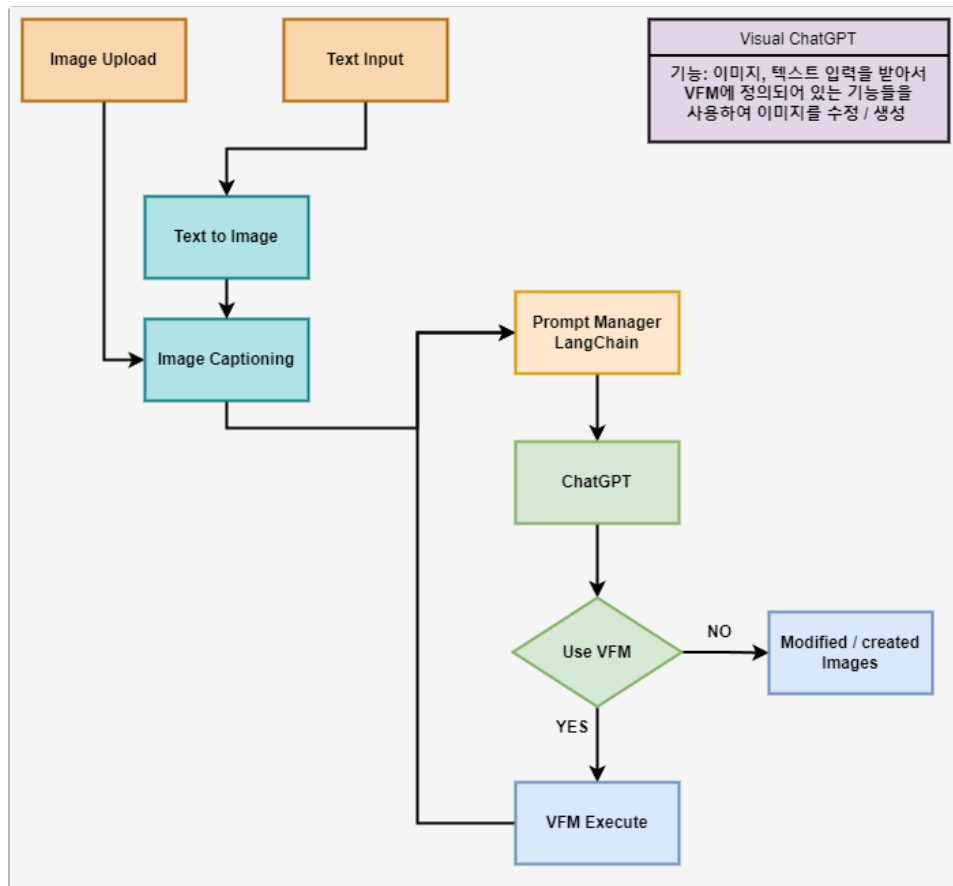 Image Upload
Text Input
Visual ChatGPT
기능: 이미지, 텍스트 입력을 받아서
VFM에 정의되어 있는 기능들을
사용하여 이미지를 수정 / 생성
Text to Image
Image Captioning
Prompt Manager
LangChain
ChatGPT
Use VFM
NO
Modified / created
Images
YES
VFM Execute